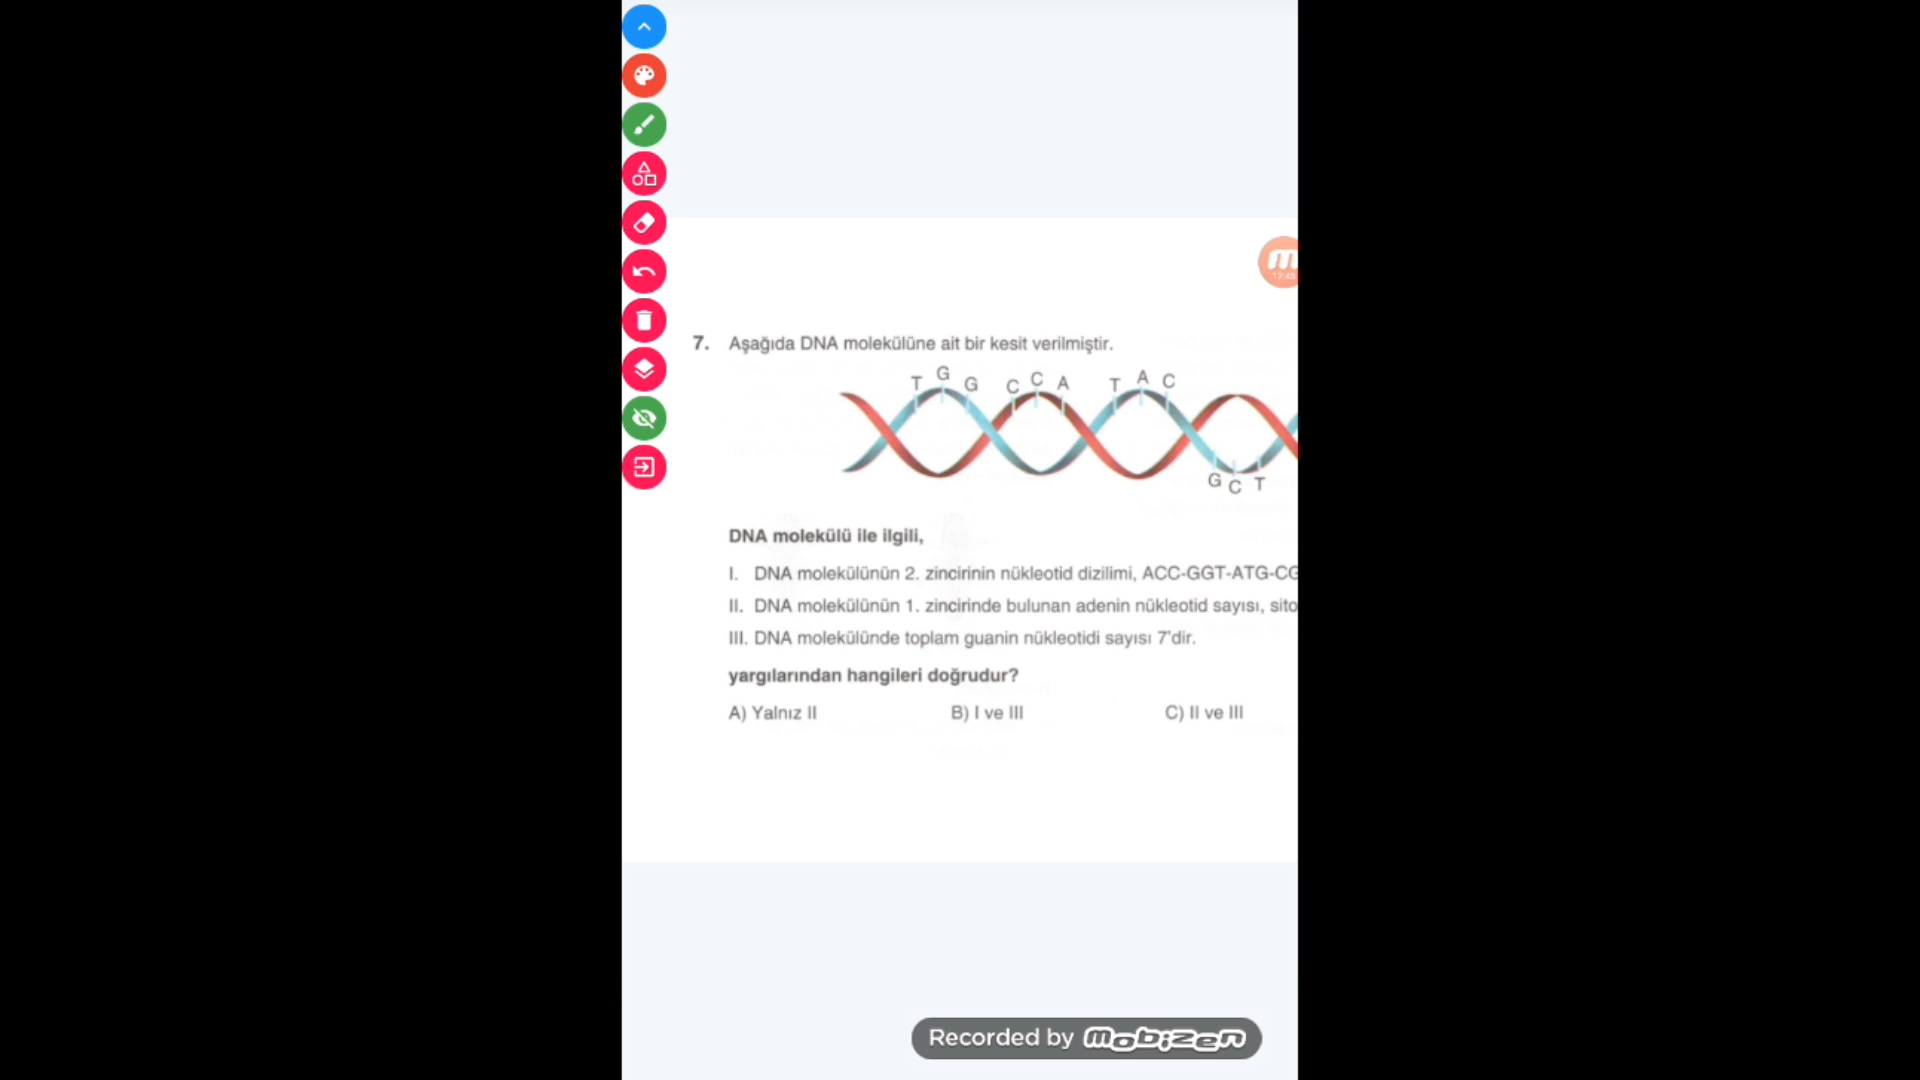 12:45
7. Aşağıda DNA molekülüne ait bir kesit verilmiştir.
T G G C C A T A C
G C T
DNA molekülü ile ilgili,
I. DNA molekülünün 2. zincirinin nükleotid dizilimi, ACC-GGT-ATG-CG
II. DNA molekülünün 1. zincirinde bulunan adenin nükleotid sayısı, sito
III. DNA molekülünde toplam guanin nükleotidi sayısı 7'dir.
yargılarından hangileri doğrudur?
A) Yalnız II B) I ve III C) II ve III
Recorded by mobizen